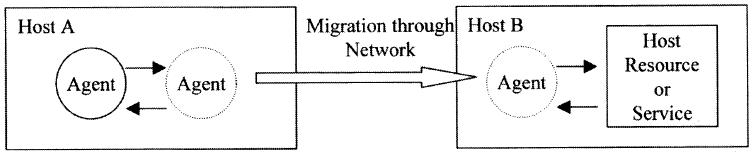 Host A
Agent
Agent
Migration through
Network
Host B
Agent
Host
Resource
or
Service